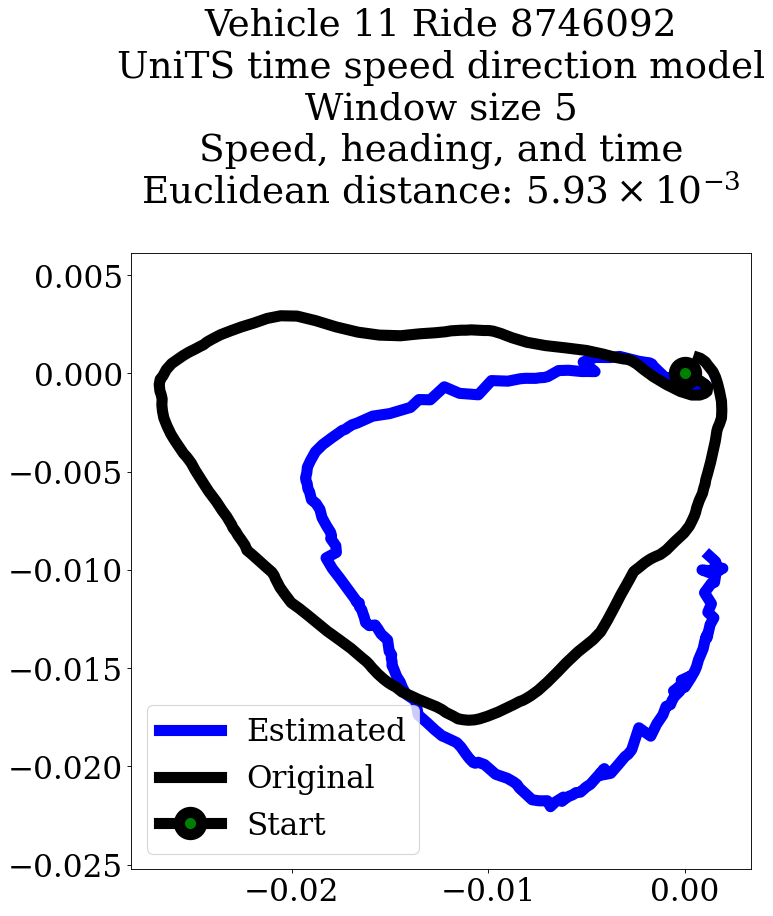 Vehicle 11 Ride 8746092
UniTS time speed direction model
Window size 5
Speed, heading, and time
Euclidean distance: 5.93 × 10⁻³
0.005
0.000
−0.005
−0.010
−0.015
−0.020
−0.025
Estimated
Original
Start
−0.02 −0.01 0.00